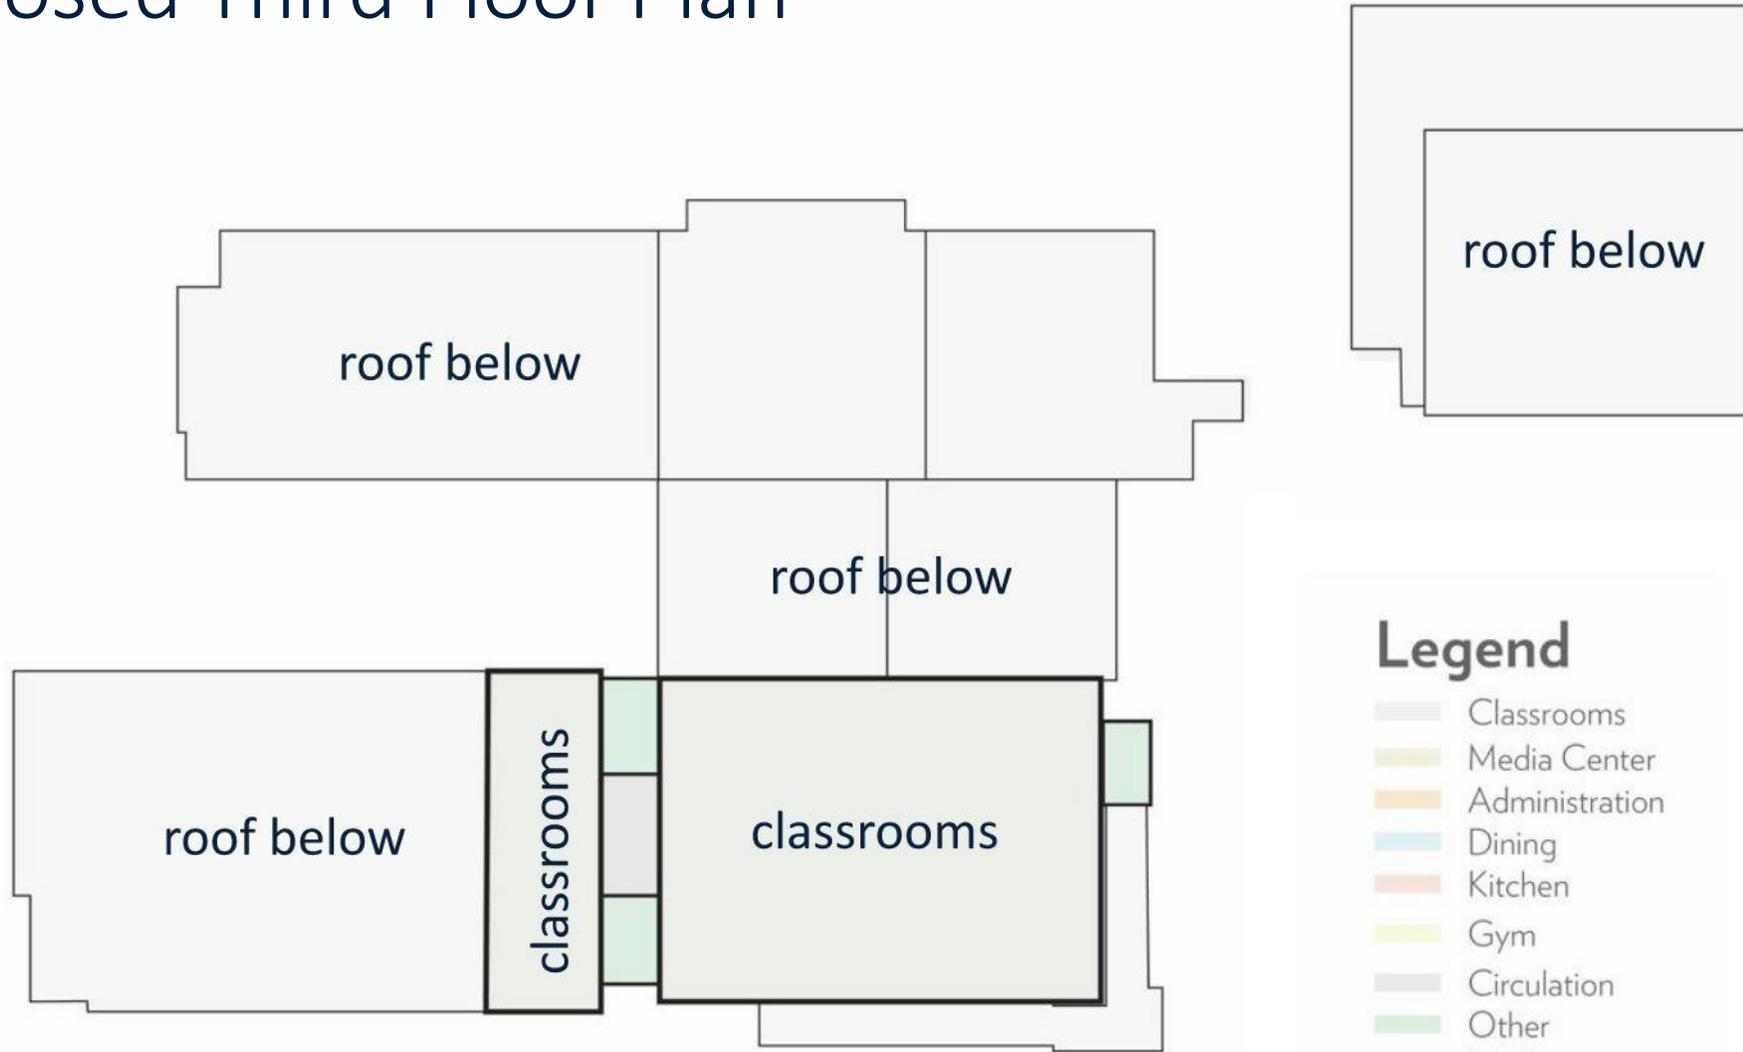 osed Third Floor Plan
roof below
roof below
roof below
roof below
classrooms
classrooms
Legend
Classrooms
Media Center
Administration
Dining
Kitchen
Gym
Circulation
Other